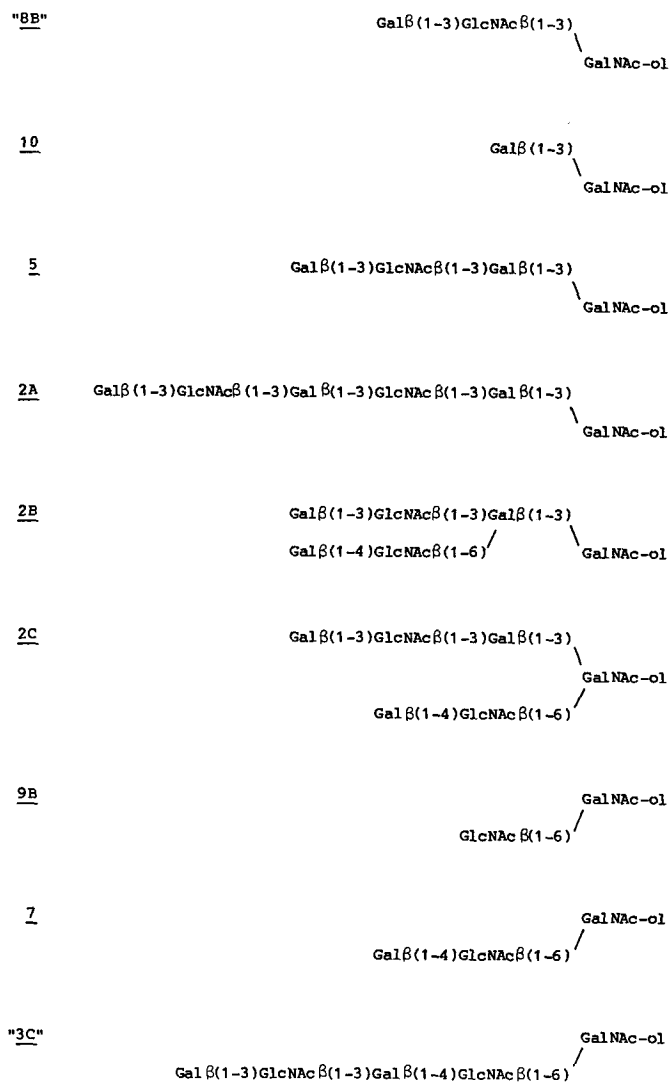 "8B" Galβ(1-3)GlcNAcβ(1-3)
GalNAc-ol
10 Galβ(1-3)
GalNAc-ol
5 Galβ(1-3)GlcNAcβ(1-3)Galβ(1-3)
GalNAc-ol
2A Galβ(1-3)GlcNAcβ(1-3)Galβ(1-3)GlcNAcβ(1-3)Galβ(1-3)
GalNAc-ol
2B Galβ(1-3)GlcNAcβ(1-3)Galβ(1-3)
Galβ(1-4)GlcNAcβ(1-6) GalNAc-ol
2C Galβ(1-3)GlcNAcβ(1-3)Galβ(1-3)
GalNAc-ol
Galβ(1-4)GlcNAcβ(1-6)
9B GalNAc-ol
GlcNAcβ(1-6)
7 GalNAc-ol
Galβ(1-4)GlcNAcβ(1-6)
"3C" GalNAc-ol
Galβ(1-3)GlcNAcβ(1-3)Galβ(1-4)GlcNAcβ(1-6)